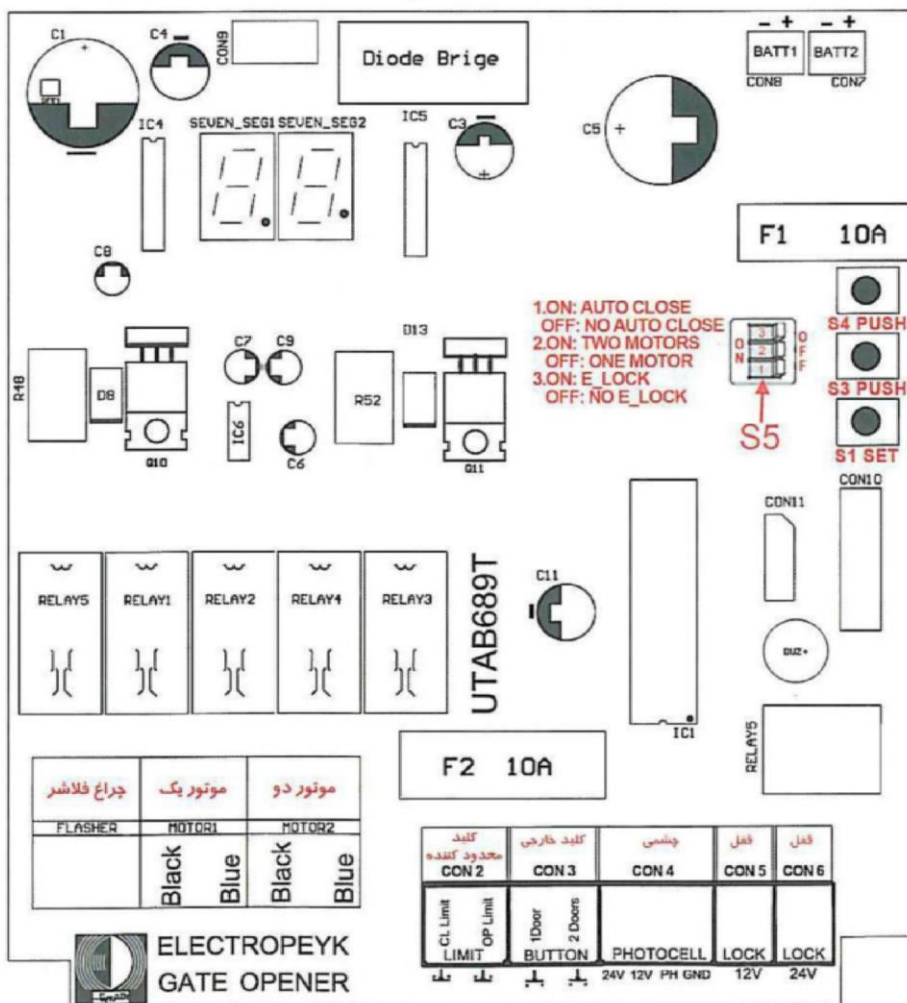 C1
C4
CON9
Diode Brige
- + - +
BATT1 BATT2
CON8 CON7
IC4
SEVEN_SEG1 SEVEN_SEG2
IC5
C3
C5
F1 10A
C8
1.ON: AUTO CLOSE
OFF: NO AUTO CLOSE
2.ON: TWO MOTORS
OFF: ONE MOTOR
3.ON: E_LOCK
OFF: NO E_LOCK
ON
3
2
1
OFF
S5
S4 PUSH
S3 PUSH
S1 SET
R48
D8
Q10
C7 C9
IC6
C6
D13
R52
Q11
CON10
CON11
RELAY5 RELAY1 RELAY2 RELAY4 RELAY3
UTAB689T
C11
IC1
BUZ+
RELAY5
F2 10A
چراغ فلاشر موتور یک موتور دو
FLASHER MOTOR1 MOTOR2
Black Blue Black Blue
کلید محدود کننده
کلید خارجی
چشمی
قفل
قفل
CON 2 CON 3 CON 4 CON 5 CON 6
CL Limit OP Limit 1Door 2 Doors
LIMIT BUTTON PHOTOCELL LOCK LOCK
24V 12V PH GND 12V 24V
ELECTROPEYK
GATE OPENER